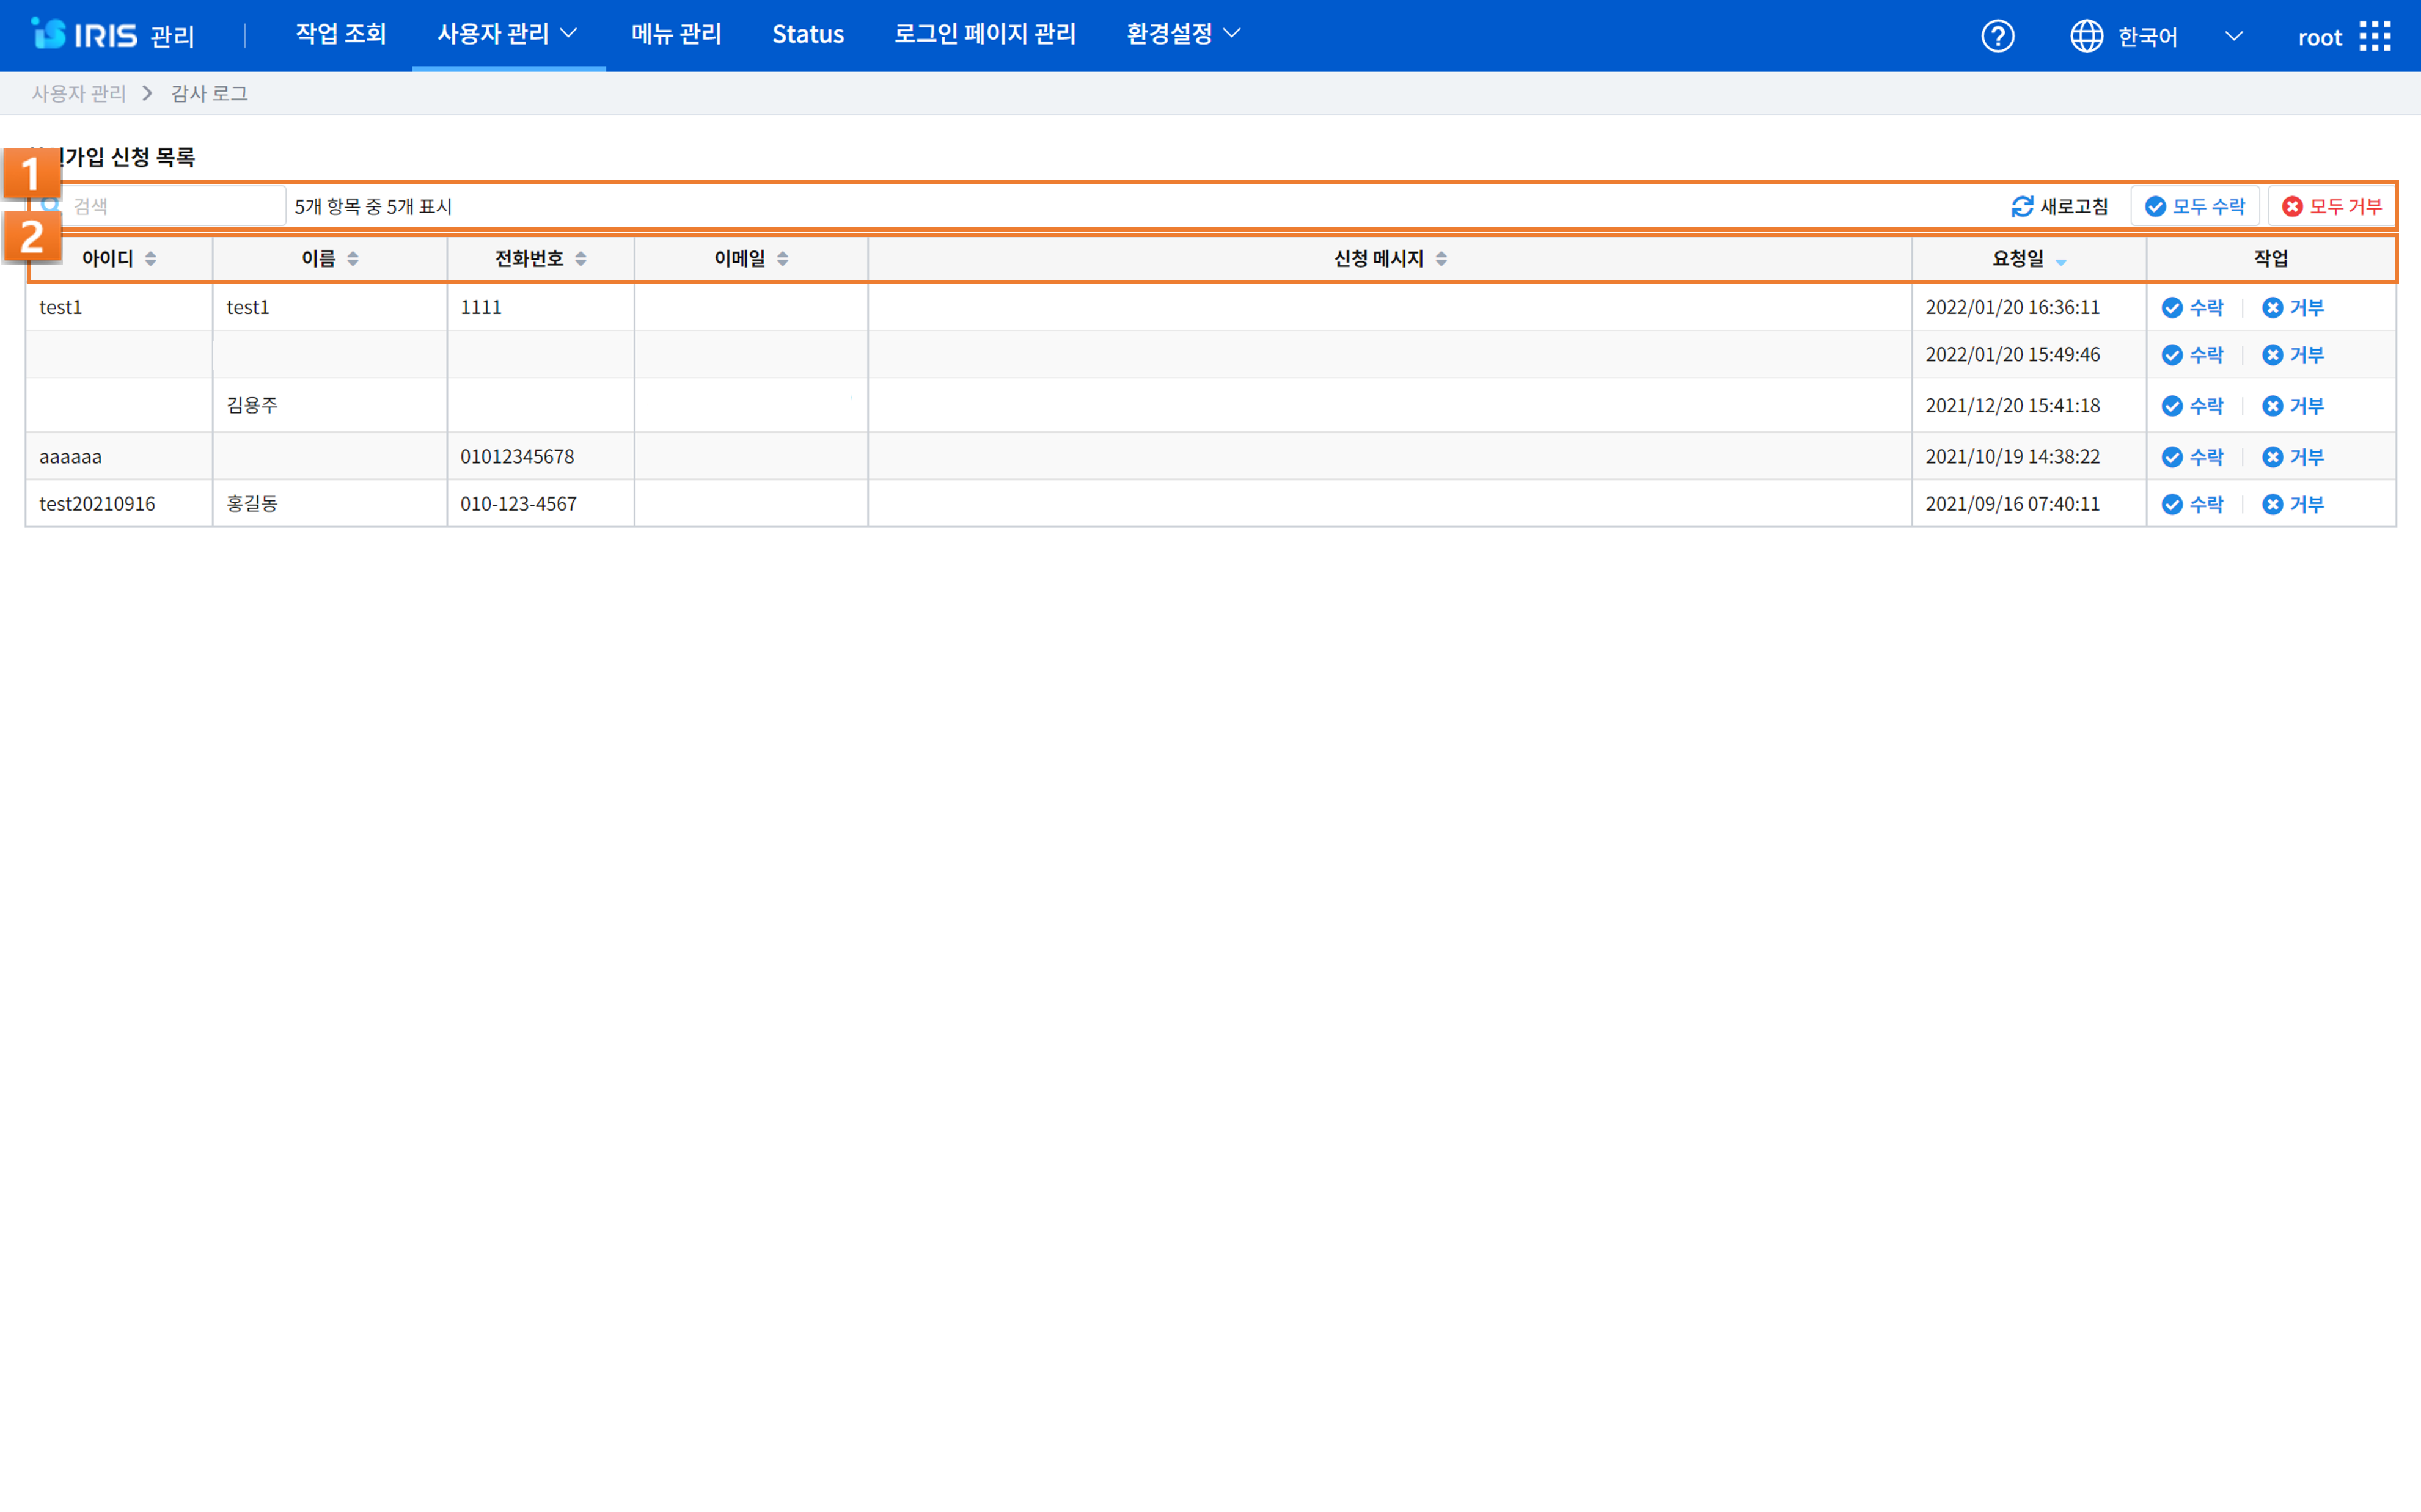 IRIS 관리 | 작업 조회 사용자 관리 메뉴 관리 Status 로그인 페이지 관리 환경설정 ? 한국어 root
사용자 관리 > 감사 로그
가입 신청 목록
1
검색 5개 항목 중 5개 표시 새로고침 모두 수락 모두 거부
2
아이디 이름 전화번호 이메일 신청 메시지 요청일 작업
test1 test1 1111 2022/01/20 16:36:11 수락 거부
2022/01/20 15:49:46 수락 거부
김용주 ... 2021/12/20 15:41:18 수락 거부
aaaaaa 01012345678 2021/10/19 14:38:22 수락 거부
test20210916 홍길동 010-123-4567 2021/09/16 07:40:11 수락 거부